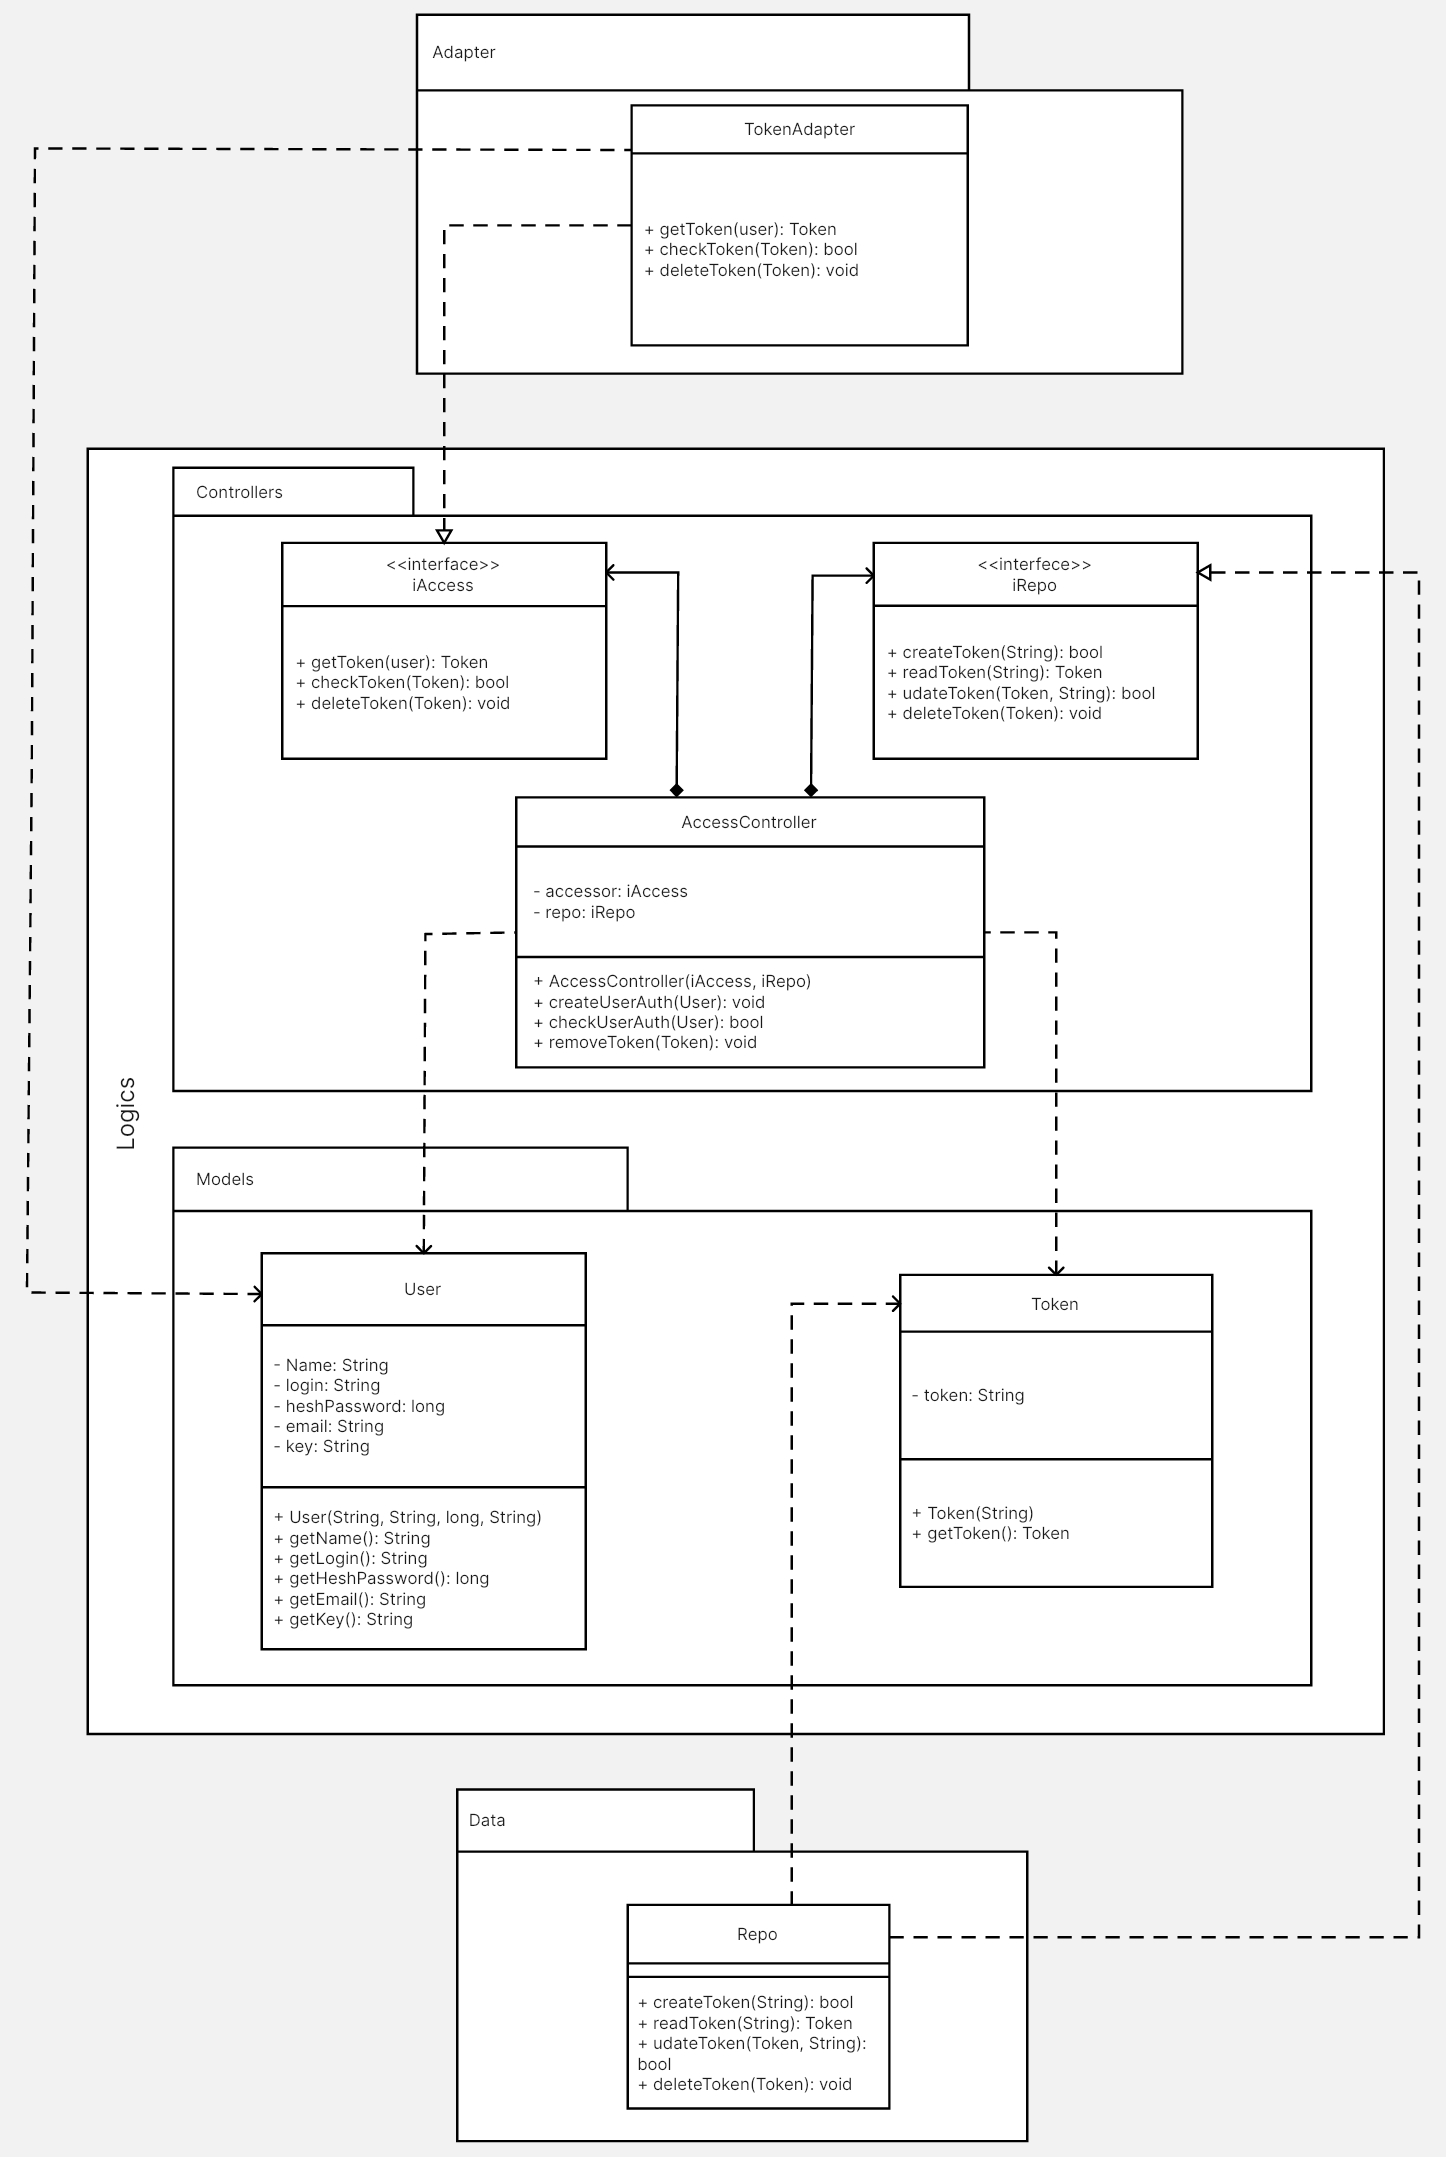 Adapter
TokenAdapter
+ getToken(user): Token
+ checkToken(Token): bool
+ deleteToken(Token): void
Controllers
<<interface>>
iAccess
+ getToken(user): Token
+ checkToken(Token): bool
+ deleteToken(Token): void
<<interfece>>
iRepo
+ createToken(String): bool
+ readToken(String): Token
+ udateToken(Token, String): bool
+ deleteToken(Token): void
AccessController
- accessor: iAccess
- repo: iRepo
+ AccessController(iAccess, iRepo)
+ createUserAuth(User): void
+ checkUserAuth(User): bool
+ removeToken(Token): void
Logics
Models
User
- Name: String
- login: String
- heshPassword: long
- email: String
- key: String
+ User(String, String, long, String)
+ getName(): String
+ getLogin(): String
+ getHeshPassword(): long
+ getEmail(): String
+ getKey(): String
Token
- token: String
+ Token(String)
+ getToken(): Token
Data
Repo
+ createToken(String): bool
+ readToken(String): Token
+ udateToken(Token, String):
bool
+ deleteToken(Token): void